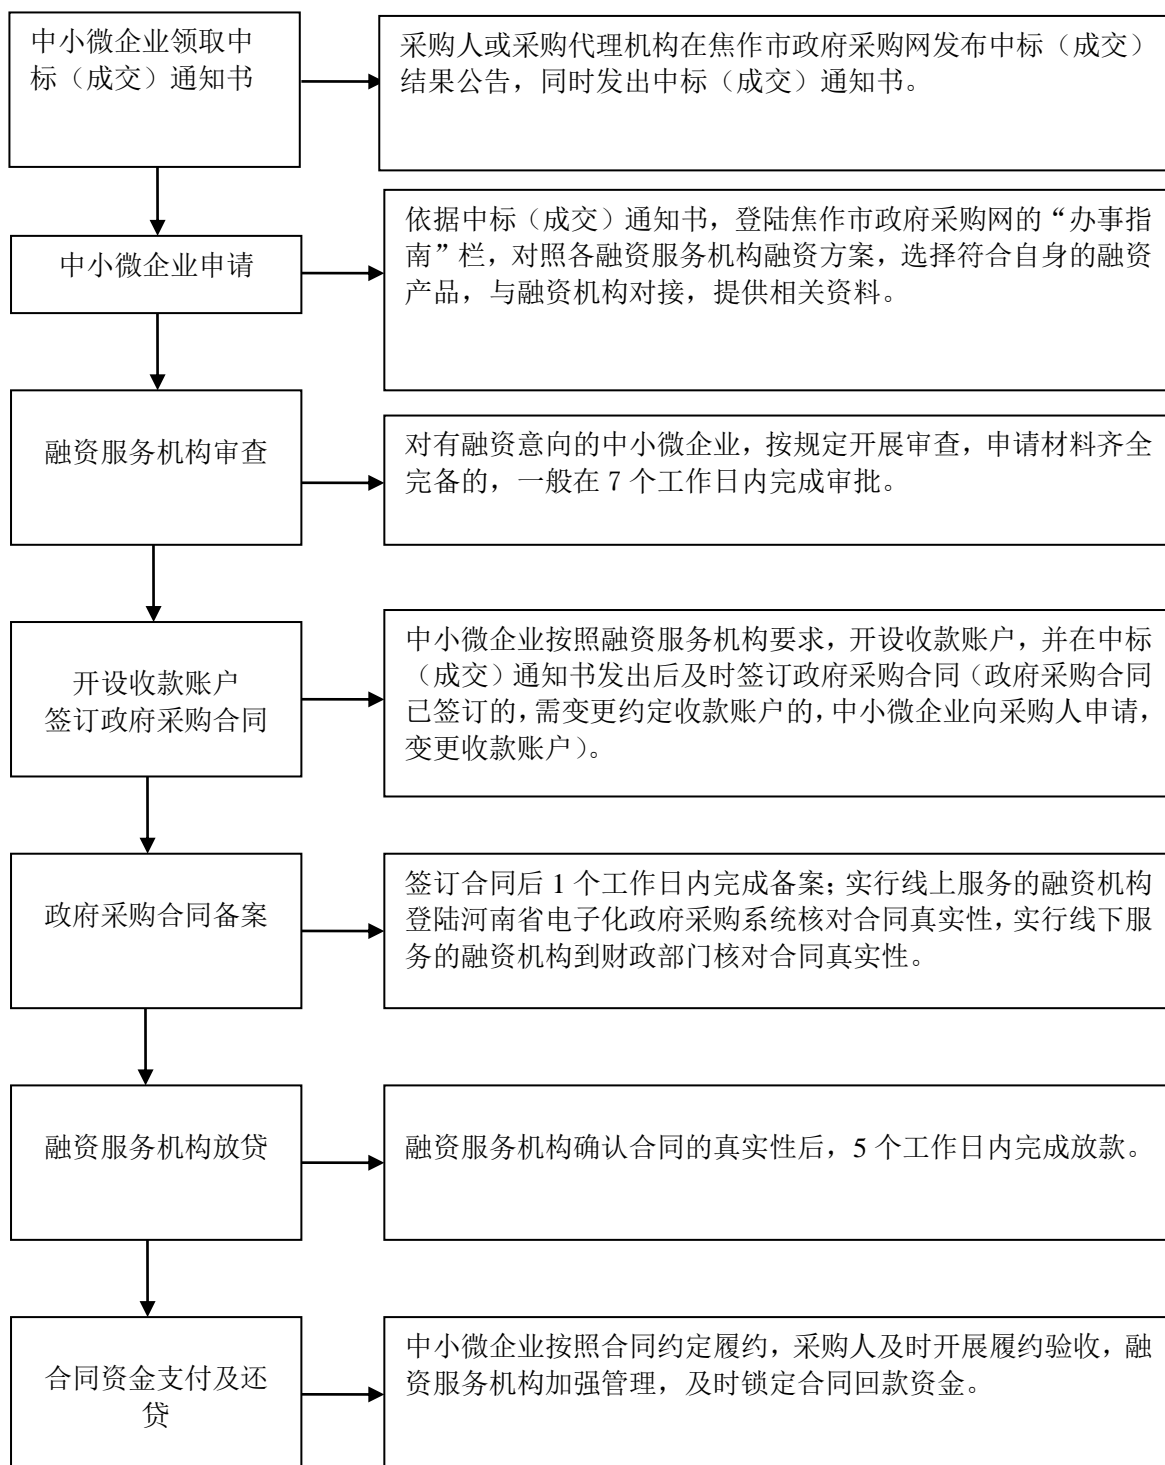 中小微企业领取中
标（成交）通知书
采购人或采购代理机构在焦作市政府采购网发布中标（成交）
结果公告，同时发出中标（成交）通知书。
中小微企业申请
依据中标（成交）通知书，登陆焦作市政府采购网的“办事指
南”栏，对照各融资服务机构融资方案，选择符合自身的融资
产品，与融资机构对接，提供相关资料。
融资服务机构审查
对有融资意向的中小微企业，按规定开展审查，申请材料齐全
完备的，一般在 7 个工作日内完成审批。
开设收款账户
签订政府采购合同
中小微企业按照融资服务机构要求，开设收款账户，并在中标
（成交）通知书发出后及时签订政府采购合同（政府采购合同
已签订的，需变更约定收款账户的，中小微企业向采购人申请，
变更收款账户）。
政府采购合同备案
签订合同后 1 个工作日内完成备案；实行线上服务的融资机构
登陆河南省电子化政府采购系统核对合同真实性，实行线下服
务的融资机构到财政部门核对合同真实性。
融资服务机构放贷
融资服务机构确认合同的真实性后，5 个工作日内完成放款。
合同资金支付及还
贷
中小微企业按照合同约定履约，采购人及时开展履约验收，融
资服务机构加强管理，及时锁定合同回款资金。